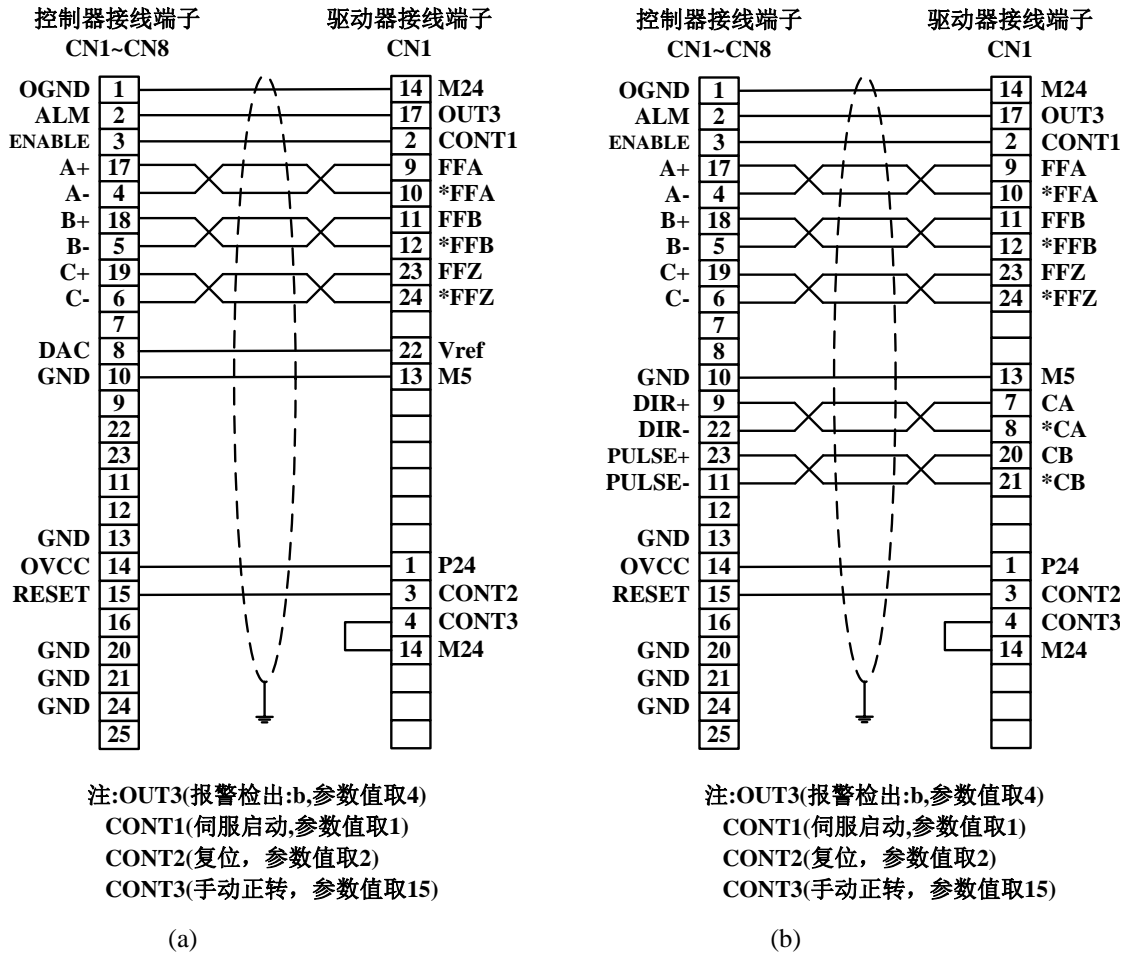 控制器接线端子 驱动器接线端子
CN1~CN8 CN1
OGND 1 14 M24
ALM 2 17 OUT3
ENABLE 3 2 CONT1
A+ 17 9 FFA
A- 4 10 *FFA
B+ 18 11 FFB
B- 5 12 *FFB
C+ 19 23 FFZ
C- 6 24 *FFZ
7
DAC 8 22 Vref
GND 10 13 M5
9
22
23
11
12
GND 13
OVCC 14 1 P24
RESET 15 3 CONT2
16 4 CONT3
GND 20 14 M24
GND 21
GND 24
25
注:OUT3(报警检出:b,参数值取4)
CONT1(伺服启动,参数值取1)
CONT2(复位，参数值取2)
CONT3(手动正转，参数值取15)
(a)
控制器接线端子 驱动器接线端子
CN1~CN8 CN1
OGND 1 14 M24
ALM 2 17 OUT3
ENABLE 3 2 CONT1
A+ 17 9 FFA
A- 4 10 *FFA
B+ 18 11 FFB
B- 5 12 *FFB
C+ 19 23 FFZ
C- 6 24 *FFZ
7
8
GND 10 13 M5
DIR+ 9 7 CA
DIR- 22 8 *CA
PULSE+ 23 20 CB
PULSE- 11 21 *CB
12
GND 13
OVCC 14 1 P24
RESET 15 3 CONT2
16 4 CONT3
GND 20 14 M24
GND 21
GND 24
25
注:OUT3(报警检出:b,参数值取4)
CONT1(伺服启动,参数值取1)
CONT2(复位，参数值取2)
CONT3(手动正转，参数值取15)
(b)